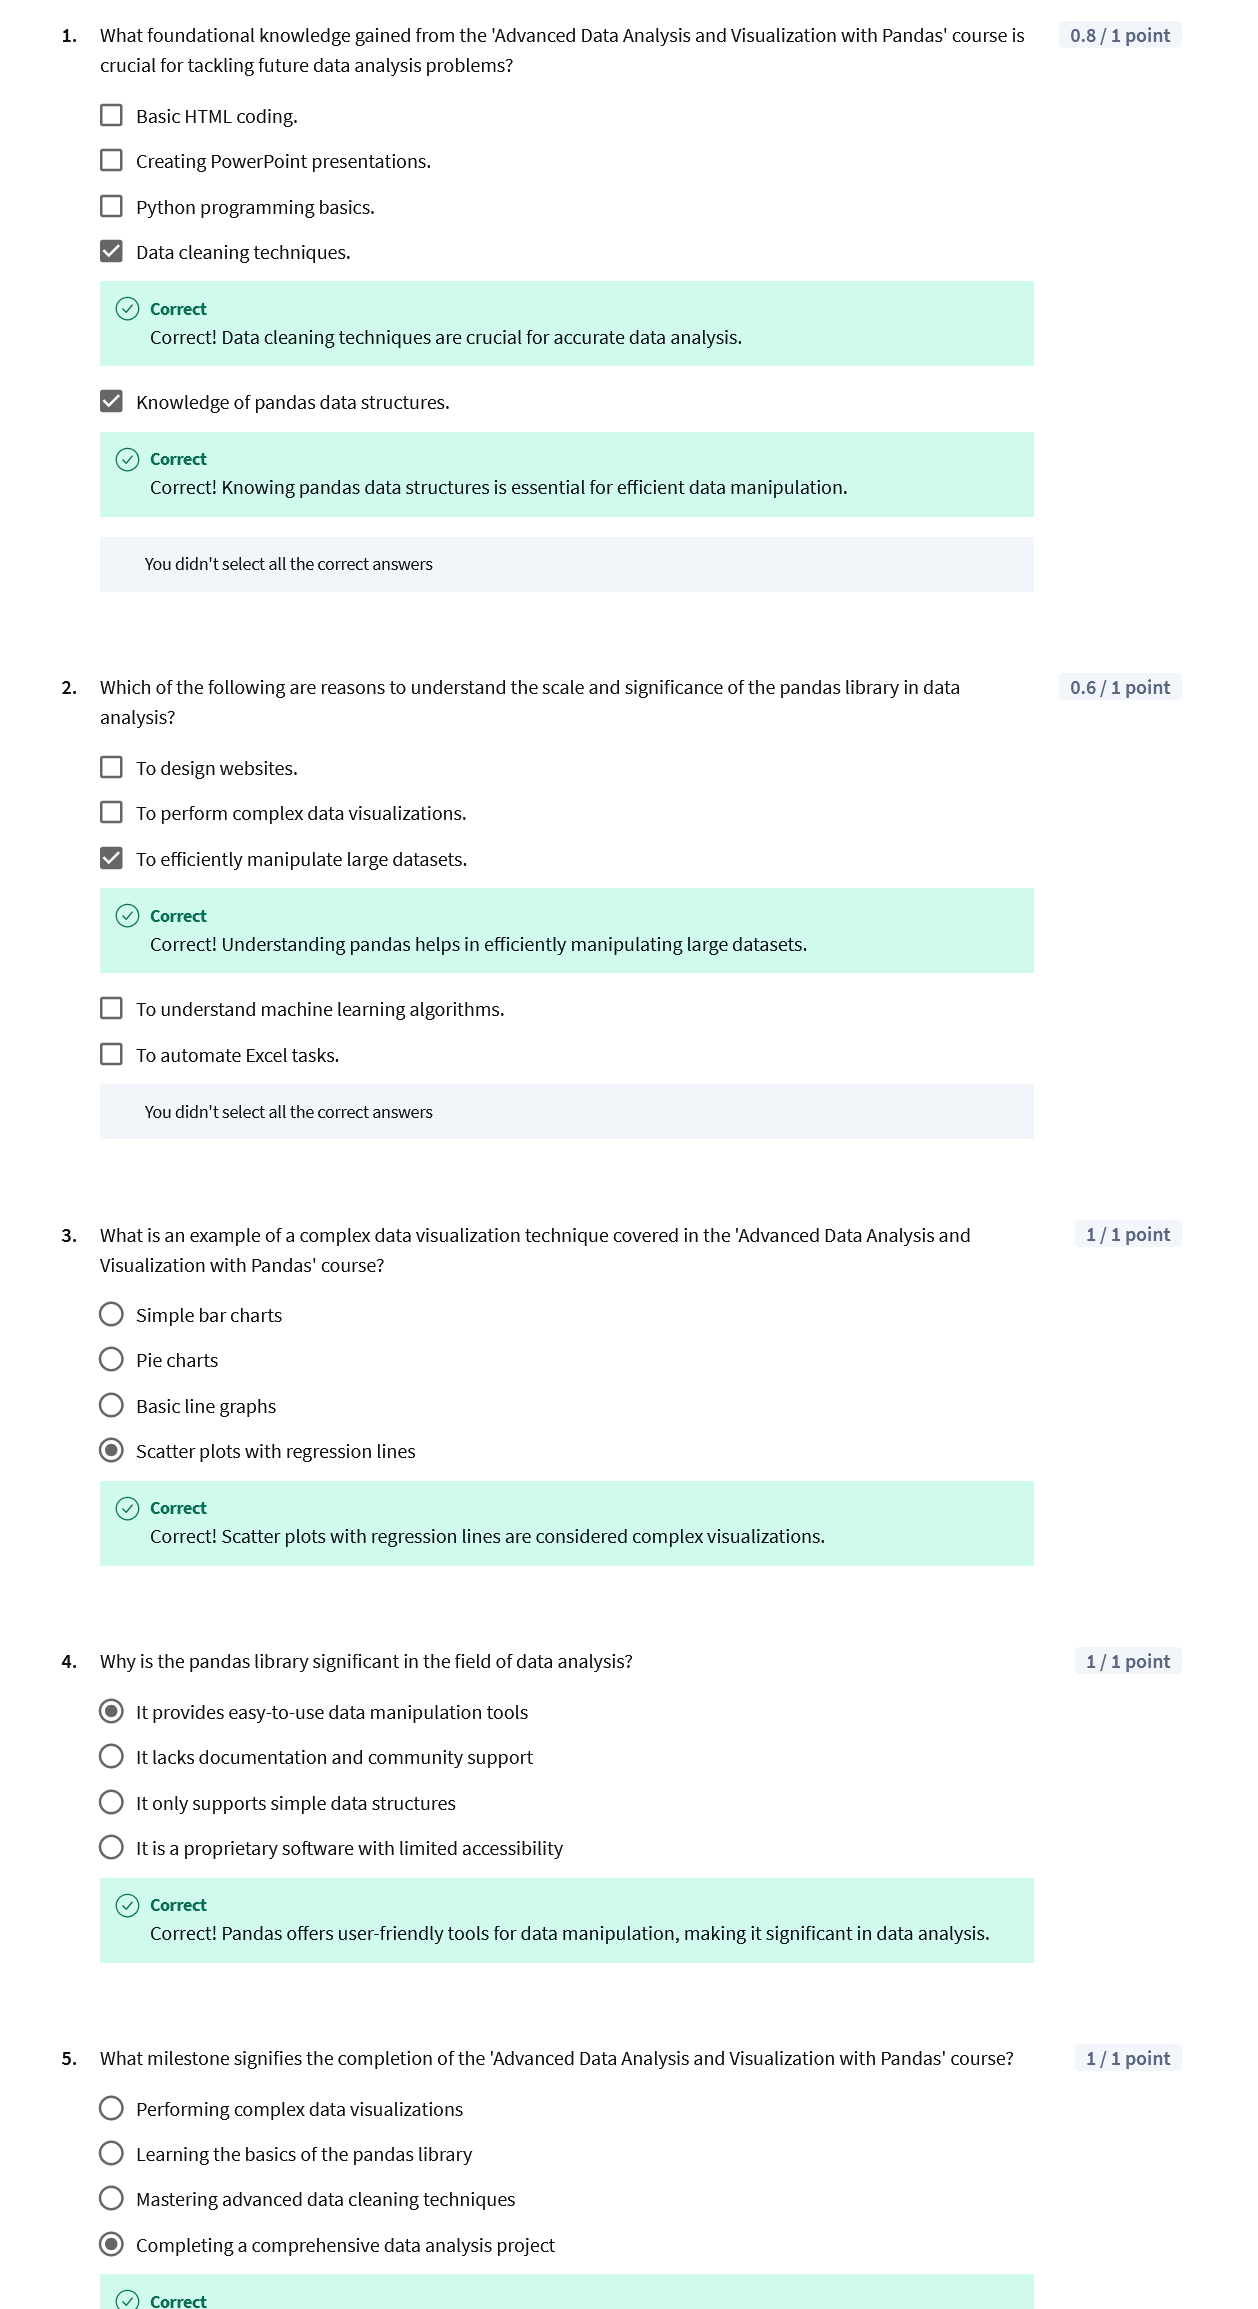 1. What foundational knowledge gained from the 'Advanced Data Analysis and Visualization with Pandas' course is 0.8 / 1 point
crucial for tackling future data analysis problems?
Basic HTML coding.
Creating PowerPoint presentations.
Python programming basics.
Data cleaning techniques.
Correct
Correct! Data cleaning techniques are crucial for accurate data analysis.
Knowledge of pandas data structures.
Correct
Correct! Knowing pandas data structures is essential for efficient data manipulation.
You didn't select all the correct answers
2. Which of the following are reasons to understand the scale and significance of the pandas library in data 0.6 / 1 point
analysis?
To design websites.
To perform complex data visualizations.
To efficiently manipulate large datasets.
Correct
Correct! Understanding pandas helps in efficiently manipulating large datasets.
To understand machine learning algorithms.
To automate Excel tasks.
You didn't select all the correct answers
3. What is an example of a complex data visualization technique covered in the 'Advanced Data Analysis and 1 / 1 point
Visualization with Pandas' course?
Simple bar charts
Pie charts
Basic line graphs
Scatter plots with regression lines
Correct
Correct! Scatter plots with regression lines are considered complex visualizations.
4. Why is the pandas library significant in the field of data analysis? 1 / 1 point
It provides easy-to-use data manipulation tools
It lacks documentation and community support
It only supports simple data structures
It is a proprietary software with limited accessibility
Correct
Correct! Pandas offers user-friendly tools for data manipulation, making it significant in data analysis.
5. What milestone signifies the completion of the 'Advanced Data Analysis and Visualization with Pandas' course? 1 / 1 point
Performing complex data visualizations
Learning the basics of the pandas library
Mastering advanced data cleaning techniques
Completing a comprehensive data analysis project
Correct